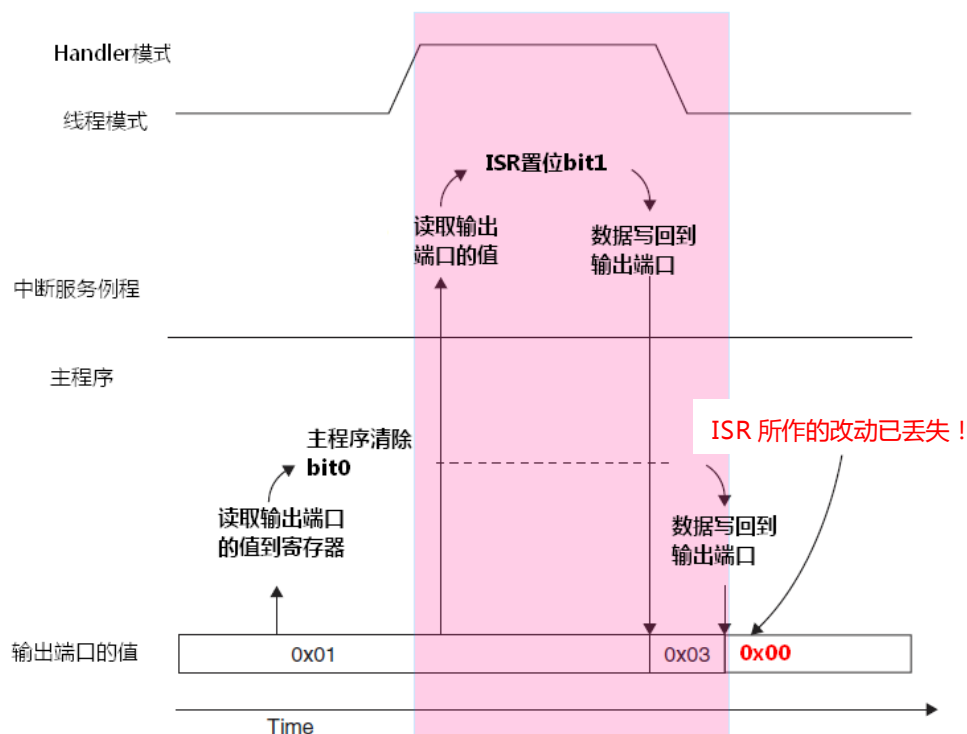 Handler模式
线程模式
ISR置位bit1
读取输出
端口的值
数据写回到
输出端口
中断服务例程
主程序
ISR 所作的改动已丢失！
主程序清除
bit0
读取输出端口
的值到寄存器
数据写回到
输出端口
输出端口的值
0x01
0x03
0x00
Time